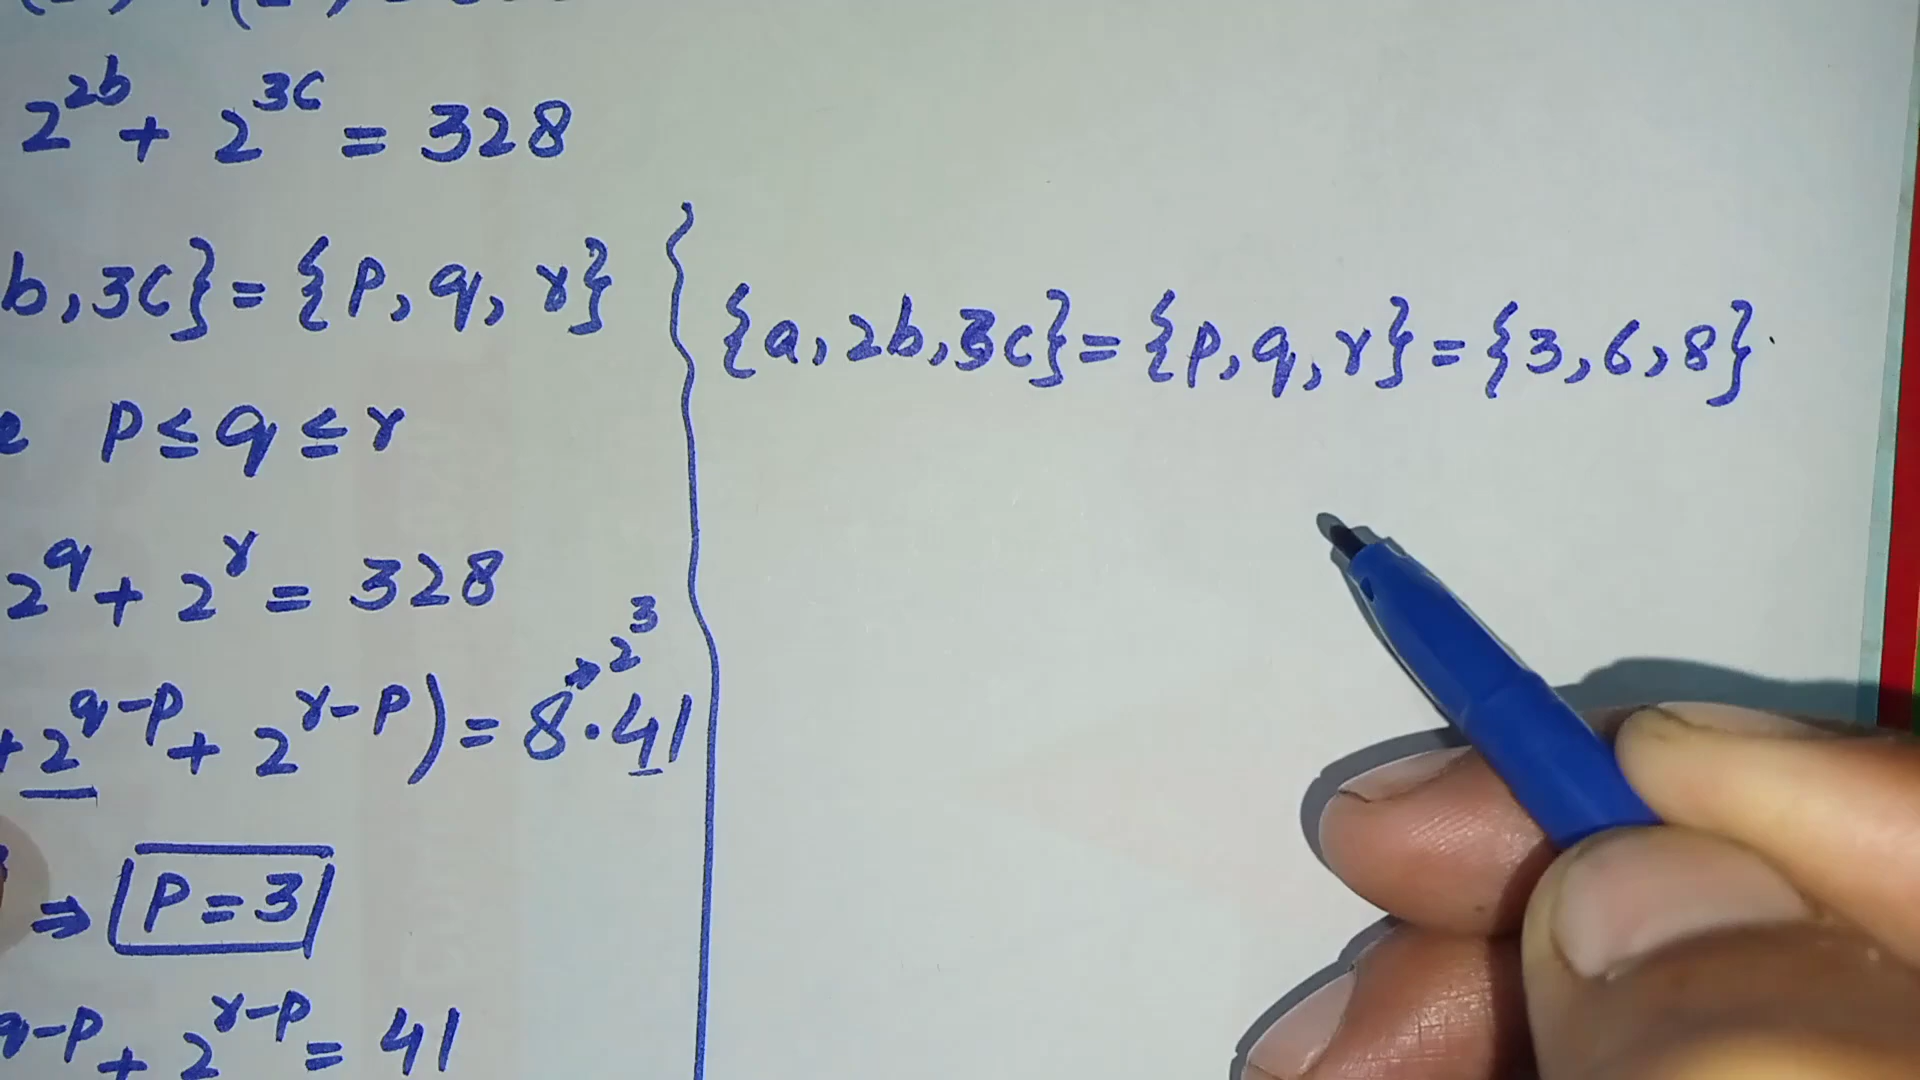 2^{2b} + 2^{3c} = 328
b, 3c} = {p, q, r}
e p ≤ q ≤ r
2^q + 2^r = 328
+ 2^{q-p} + 2^{r-p}) = 8·41
→ 2^3
⇒ p = 3
q-p + 2^{r-p} = 41
{a, 2b, 3c} = {p, q, r} = {3, 6, 8}.